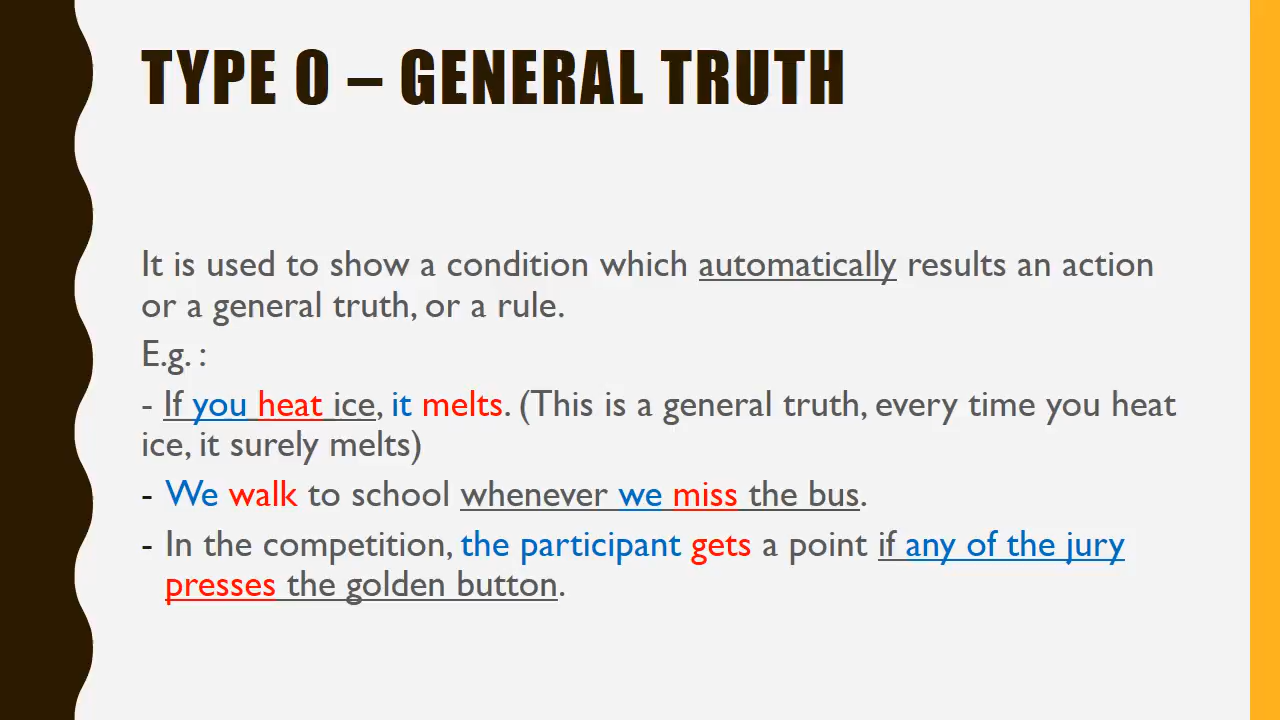 TYPE 0 – GENERAL TRUTH
It is used to show a condition which automatically results an action
or a general truth, or a rule.
E.g. :
- If you heat ice, it melts. (This is a general truth, every time you heat
ice, it surely melts)
- We walk to school whenever we miss the bus.
- In the competition, the participant gets a point if any of the jury
presses the golden button.